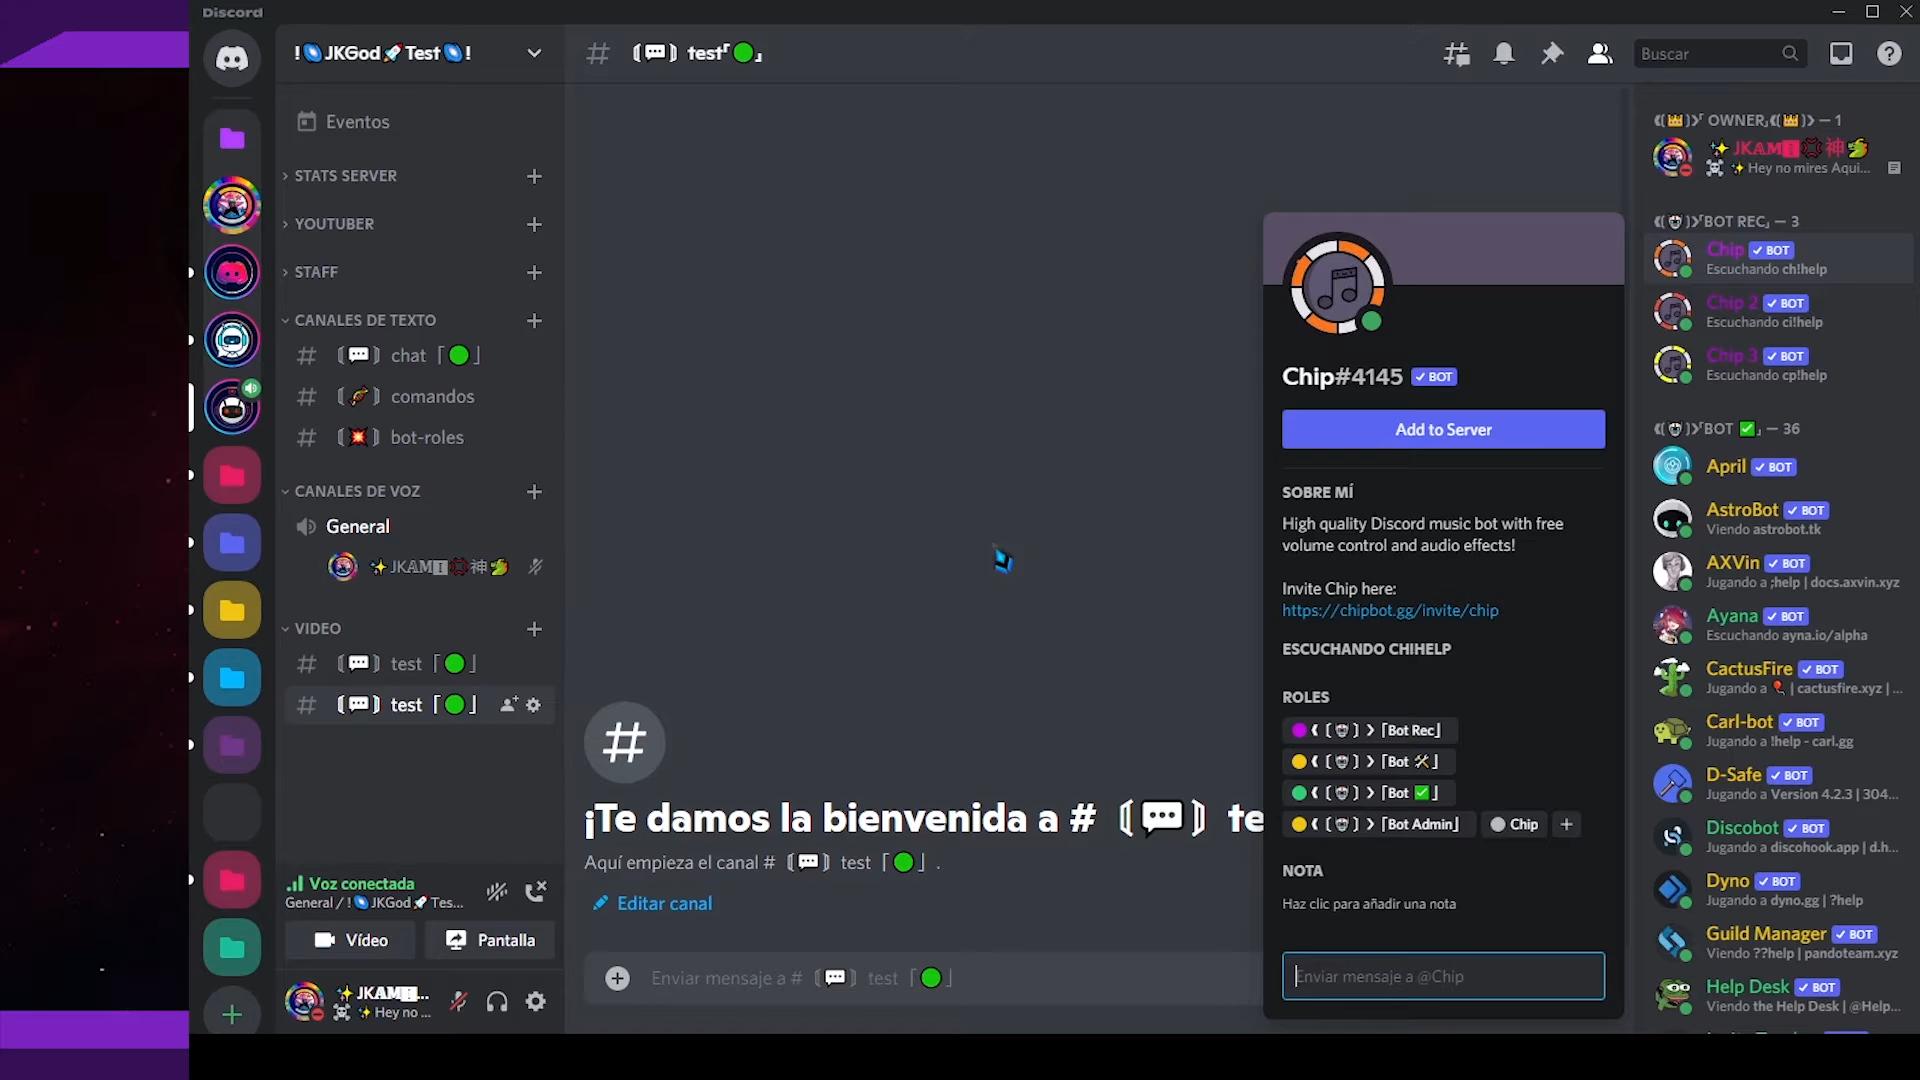 Discord
!🌀JKGod🚀Test🌀!
Eventos
STATS SERVER
YOUTUBER
STAFF
CANALES DE TEXTO
〔💬〕 chat「🟢」
〔🍬〕 comandos
〔💥〕 bot-roles
CANALES DE VOZ
General
✨JK𝔸𝕄🅸💢神🐲
VIDEO
〔💬〕 test「🟢」
〔💬〕 test「🟢」
Voz conectada
General / !🌀JKGod🚀Tes...
Vídeo
Pantalla
✨JK𝔸𝕄🅸...
☠️✨Hey no ...
# 〔💬〕 test「🟢」
Buscar
¡Te damos la bienvenida a # 〔💬〕 te
Aquí empieza el canal # 〔💬〕 test「🟢」.
Editar canal
Enviar mensaje a # 〔💬〕 test「🟢」
Chip#4145 ✓ BOT
Add to Server
SOBRE MÍ
High quality Discord music bot with free
volume control and audio effects!
Invite Chip here:
https://chipbot.gg/invite/chip
ESCUCHANDO CH!HELP
ROLES
《〔🤖〕》「Bot Rec」
《〔🤖〕》「Bot 🛠️」
《〔🤖〕》「Bot ✅」
《〔🤖〕》「Bot Admin」 Chip +
NOTA
Haz clic para añadir una nota
Enviar mensaje a @Chip
《〔👑〕》「OWNER」《〔👑〕》 — 1
✨JK𝔸𝕄🅸💢神🐲
☠️✨Hey no mires Aqui...
《〔🤖〕》「BOT REC」 — 3
Chip ✓ BOT
Escuchando ch!help
Chip 2 ✓ BOT
Escuchando ci!help
Chip 3 ✓ BOT
Escuchando cp!help
《〔🤖〕》「BOT ✅」 — 36
April ✓ BOT
AstroBot ✓ BOT
Viendo astrobot.tk
AXVin ✓ BOT
Jugando a ;help | docs.axvin.xyz
Ayana ✓ BOT
Escuchando ayna.io/alpha
CactusFire ✓ BOT
Jugando a 🎈 | cactusfire.xyz | ...
Carl-bot ✓ BOT
Jugando a !help - carl.gg
D-Safe ✓ BOT
Jugando a Version 4.2.3 | 304...
Discobot ✓ BOT
Jugando a discohook.app | d.h...
Dyno ✓ BOT
Jugando a dyno.gg | ?help
Guild Manager ✓ BOT
Viendo ??help | pandoteam.xyz
Help Desk ✓ BOT
Viendo the Help Desk | @Help...